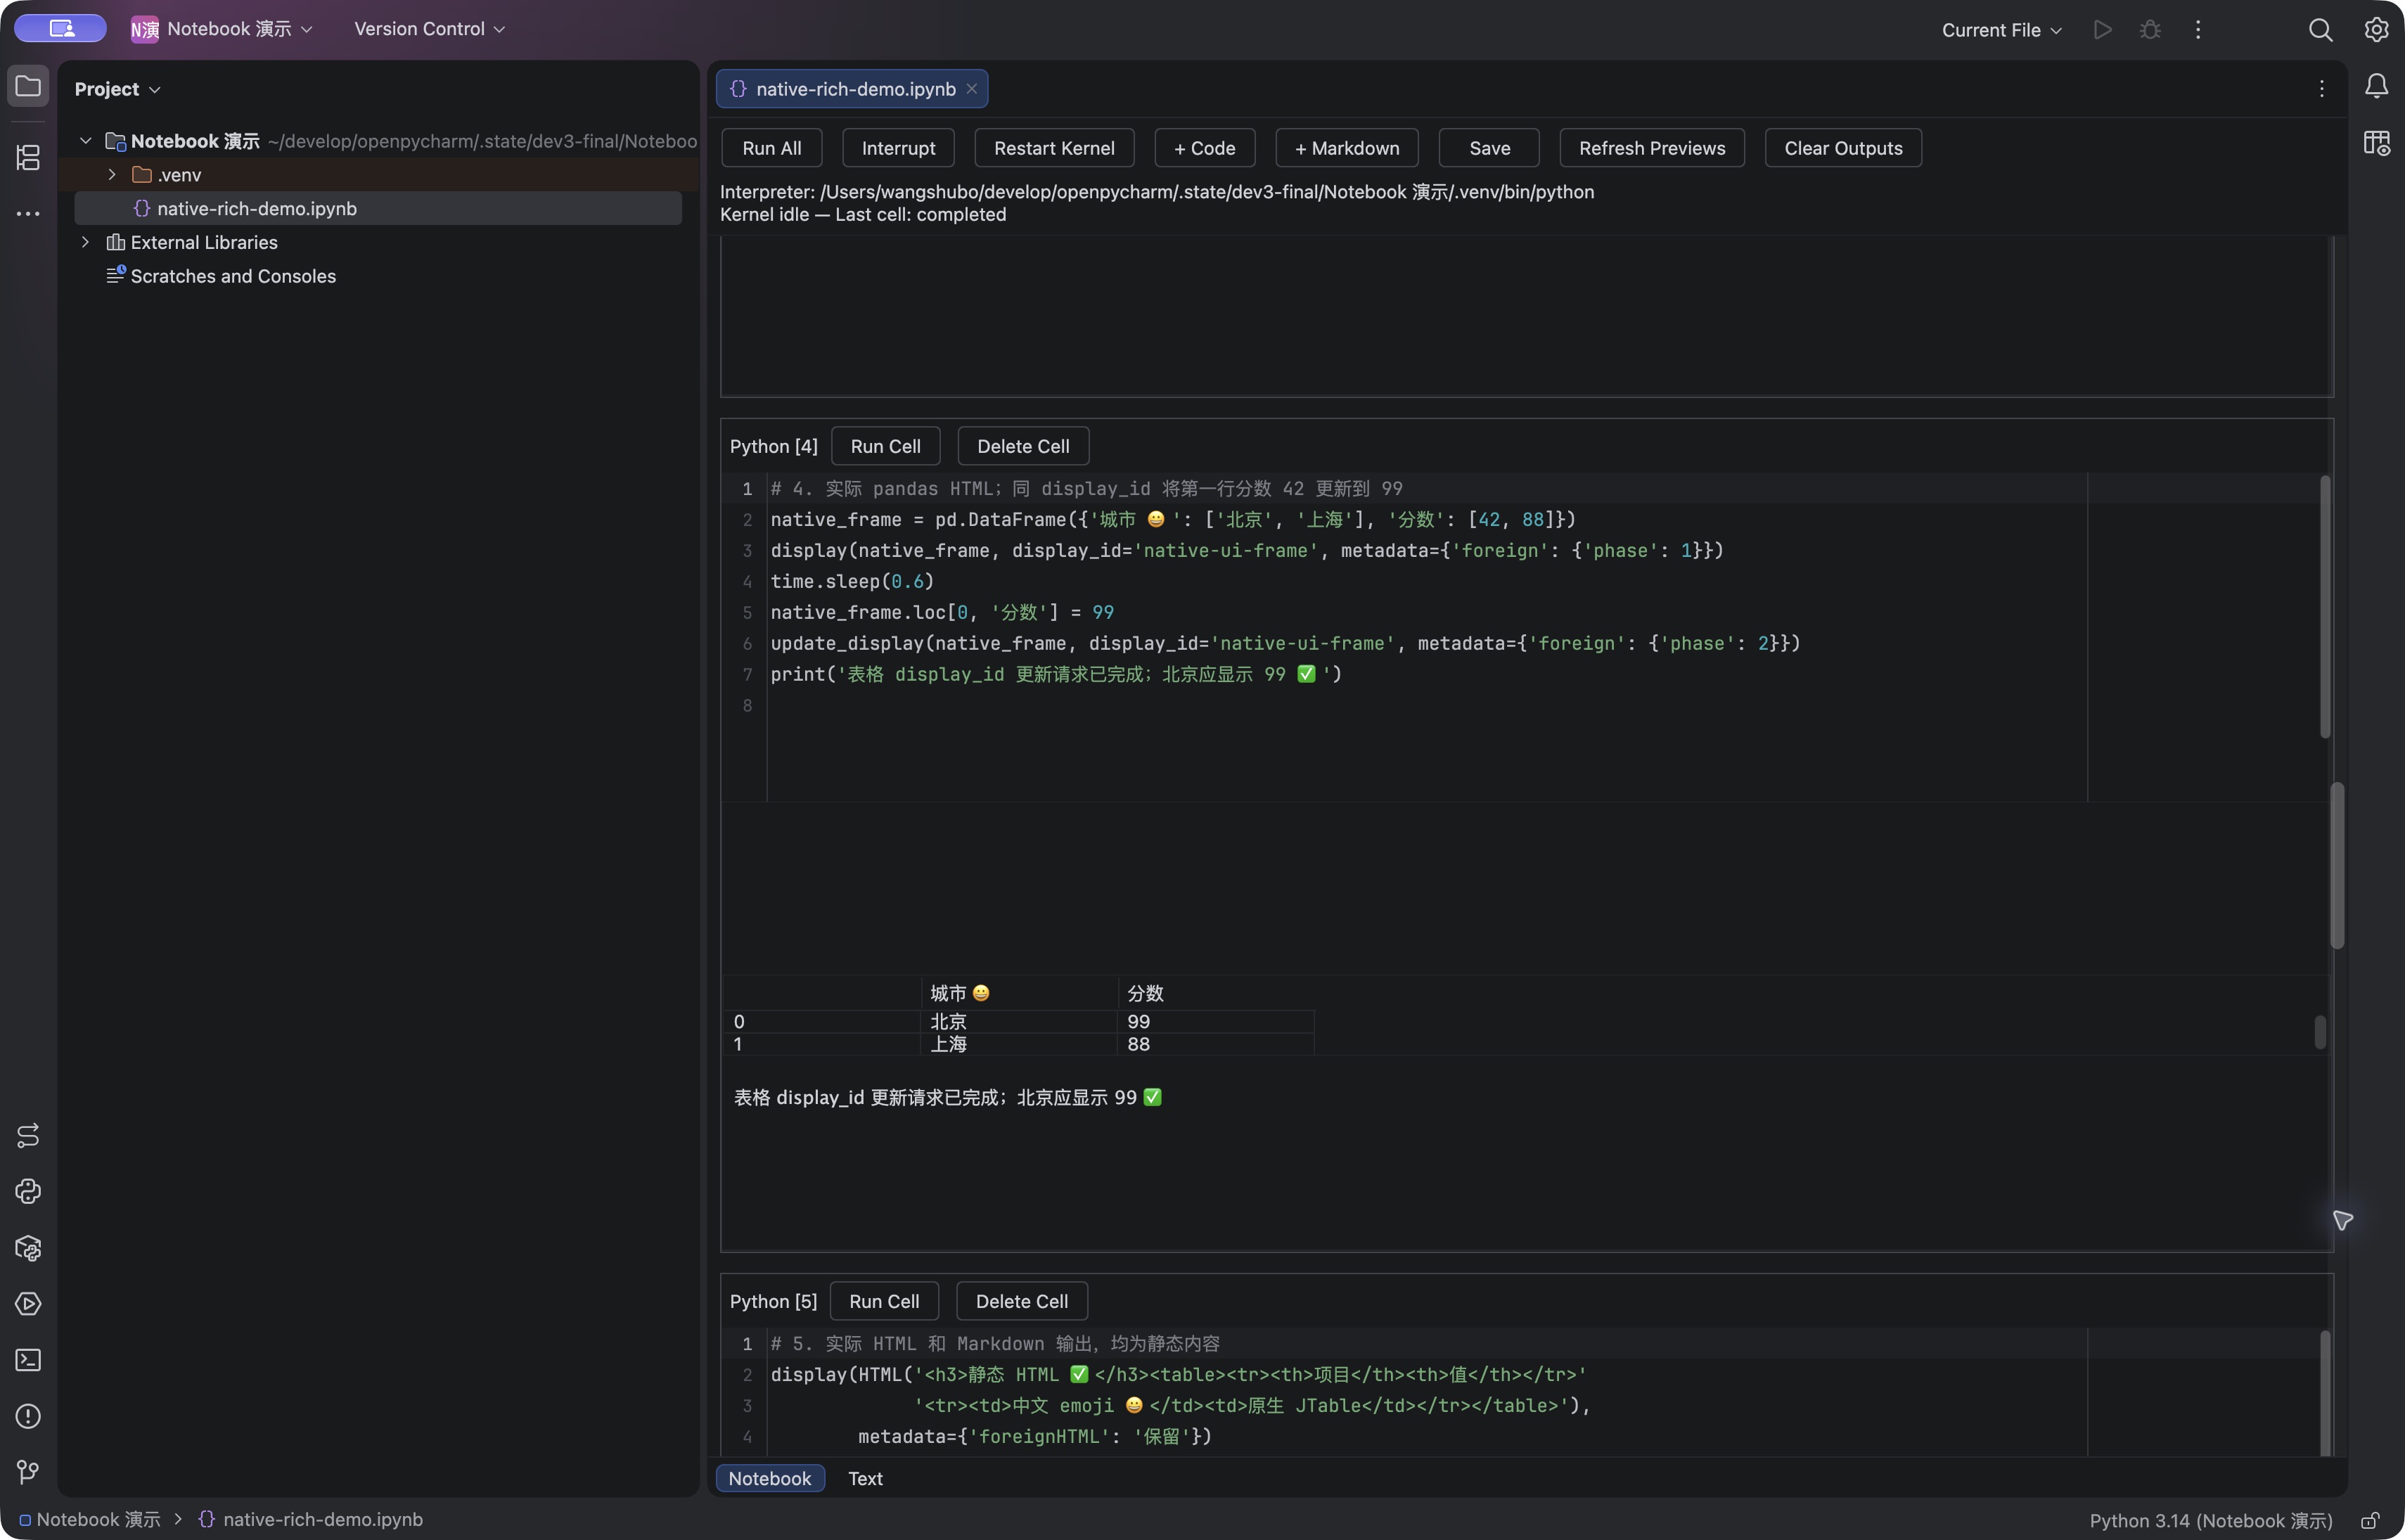 N演 Notebook 演示 Version Control Current File
Project
native-rich-demo.ipynb
Notebook 演示 ~/develop/openpycharm/.state/dev3-final/Noteboo
.venv
native-rich-demo.ipynb
External Libraries
Scratches and Consoles
Run All Interrupt Restart Kernel + Code + Markdown Save Refresh Previews Clear Outputs
Interpreter: /Users/wangshubo/develop/openpycharm/.state/dev3-final/Notebook 演示/.venv/bin/python
Kernel idle — Last cell: completed
Python [4] Run Cell Delete Cell
1 # 4. 实际 pandas HTML；同 display_id 将第一行分数 42 更新到 99
2 native_frame = pd.DataFrame({'城市 😀 ': ['北京', '上海'], '分数': [42, 88]})
3 display(native_frame, display_id='native-ui-frame', metadata={'foreign': {'phase': 1}})
4 time.sleep(0.6)
5 native_frame.loc[0, '分数'] = 99
6 update_display(native_frame, display_id='native-ui-frame', metadata={'foreign': {'phase': 2}})
7 print('表格 display_id 更新请求已完成；北京应显示 99 ✅ ')
8
城市 😀 分数
0 北京 99
1 上海 88
表格 display_id 更新请求已完成；北京应显示 99 ✅
Python [5] Run Cell Delete Cell
1 # 5. 实际 HTML 和 Markdown 输出，均为静态内容
2 display(HTML('<h3>静态 HTML ✅ </h3><table><tr><th>项目</th><th>值</th></tr>'
3 '<tr><td>中文 emoji 😀 </td><td>原生 JTable</td></tr></table>'),
4 metadata={'foreignHTML': '保留'})
Notebook Text
Notebook 演示 native-rich-demo.ipynb Python 3.14 (Notebook 演示)